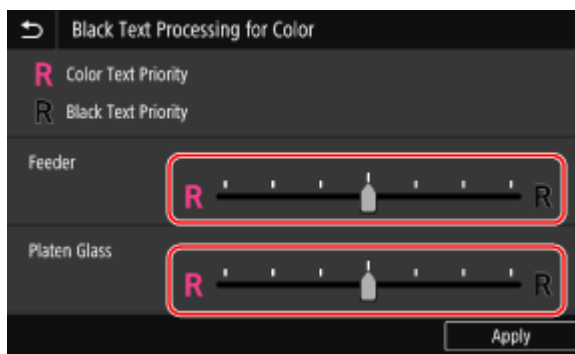 Black Text Processing for Color
R Color Text Priority
R Black Text Priority
Feeder
R R
Platen Glass
R R
Apply